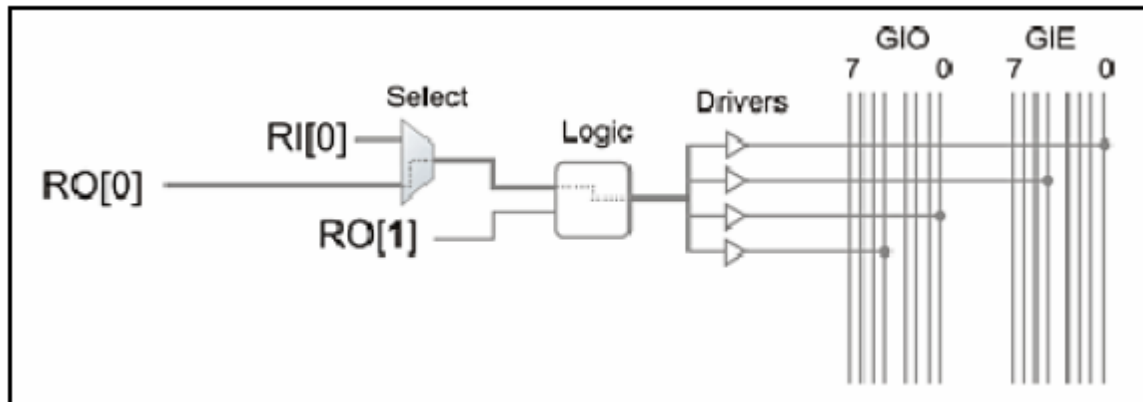 GIO GIE
7 0 7 0
Select Drivers
RI[0] Logic
RO[0]
RO[1]